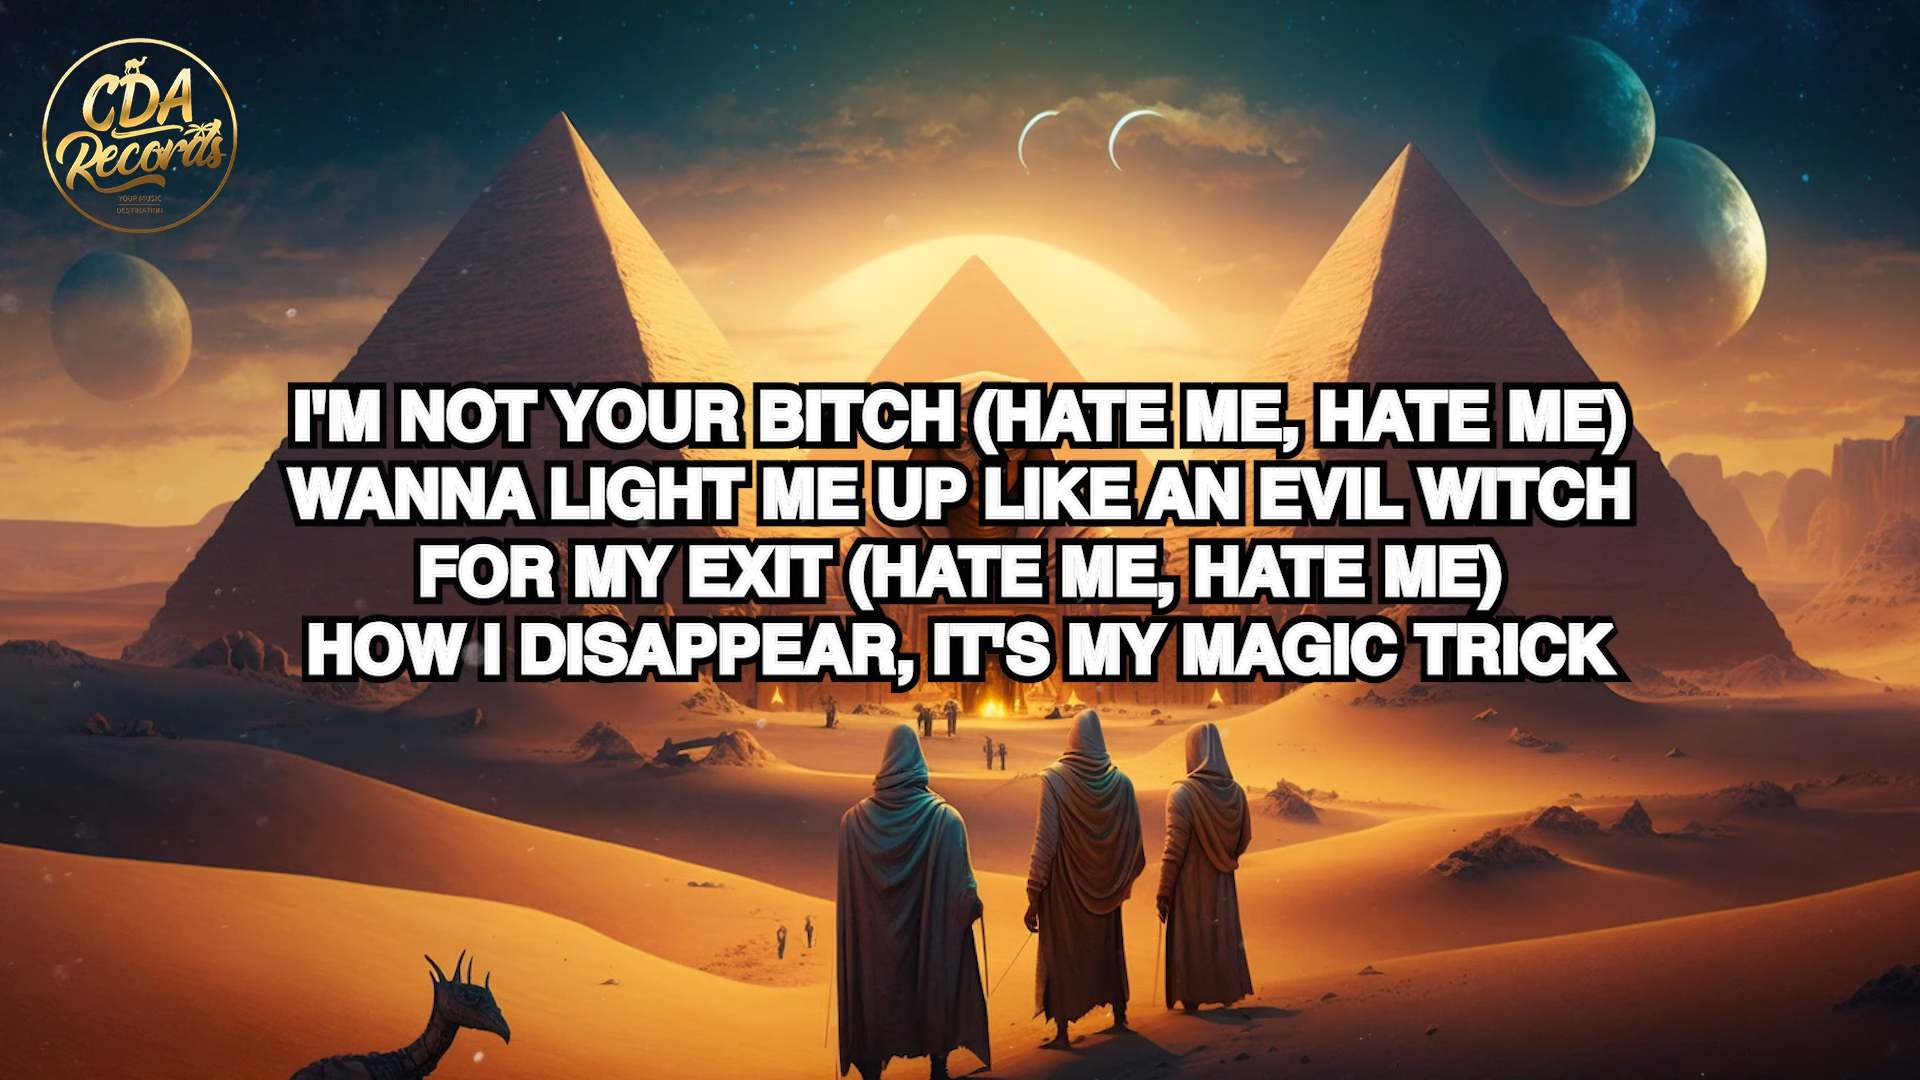 CDA
Records
YOUR MUSIC
DESTINATION
I'M NOT YOUR BITCH (HATE ME, HATE ME)
WANNA LIGHT ME UP LIKE AN EVIL WITCH
FOR MY EXIT (HATE ME, HATE ME)
HOW I DISAPPEAR, IT'S MY MAGIC TRICK